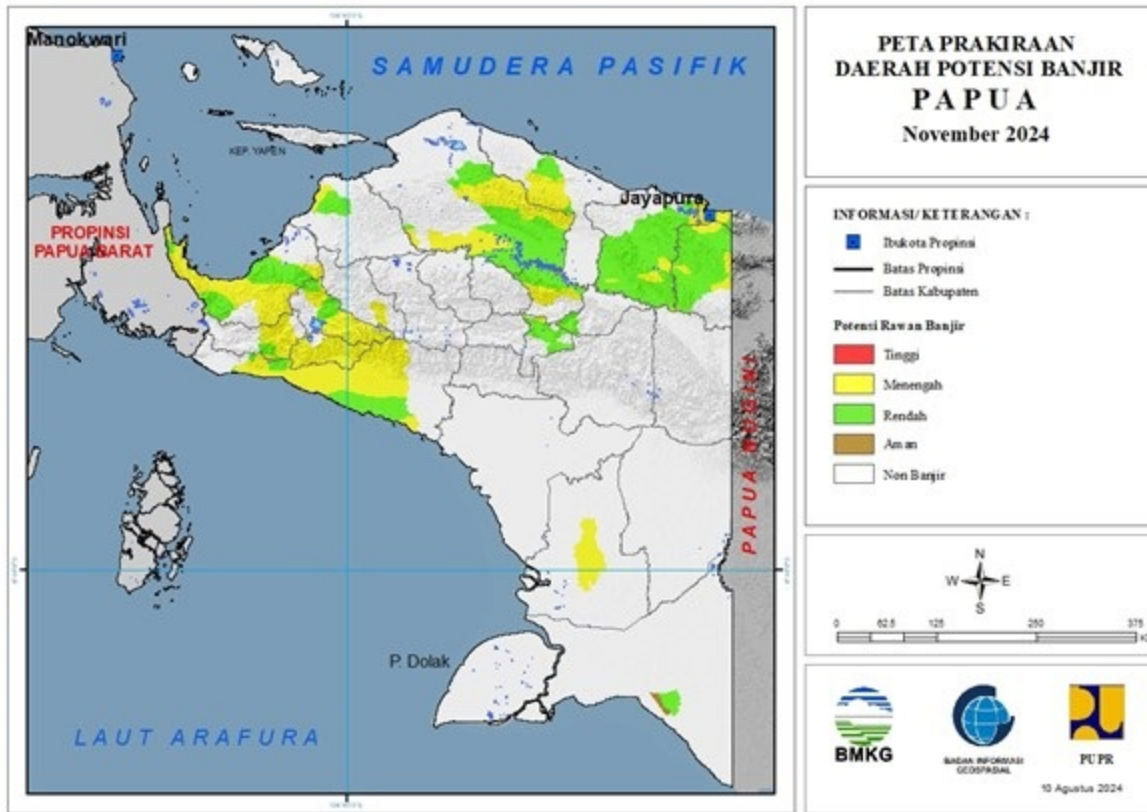 Manokwari
SAMUDERA PASIFIK
KEP. YAPEN
Jayapura
PROPINSI
PAPUA BARAT
PAPUA NUGINI
P. Dolak
LAUT ARAFURA
PETA PRAKIRAAN
DAERAH POTENSI BANJIR
PAPUA
November 2024
INFORMASI/ KETERANGAN :
Ibukota Propinsi
Batas Propinsi
Batas Kabupaten
Potensi Rawan Banjir
Tinggi
Menengah
Rendah
Aman
Non Banjir
N
W E
S
0 62.5 125 250 375
BMKG
BADAN INFORMASI
GEOSPASIAL
PUPR
10 Agustus 2024